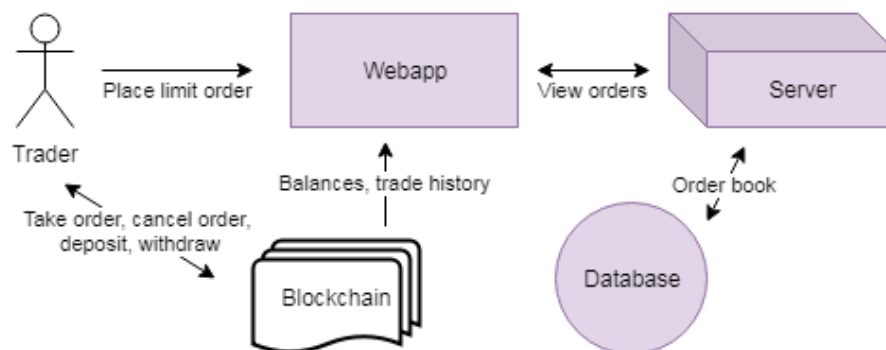 Webapp
Server
Place limit order
View orders
Trader
Balances, trade history
Order book
Take order, cancel order,
deposit, withdraw
Blockchain
Database